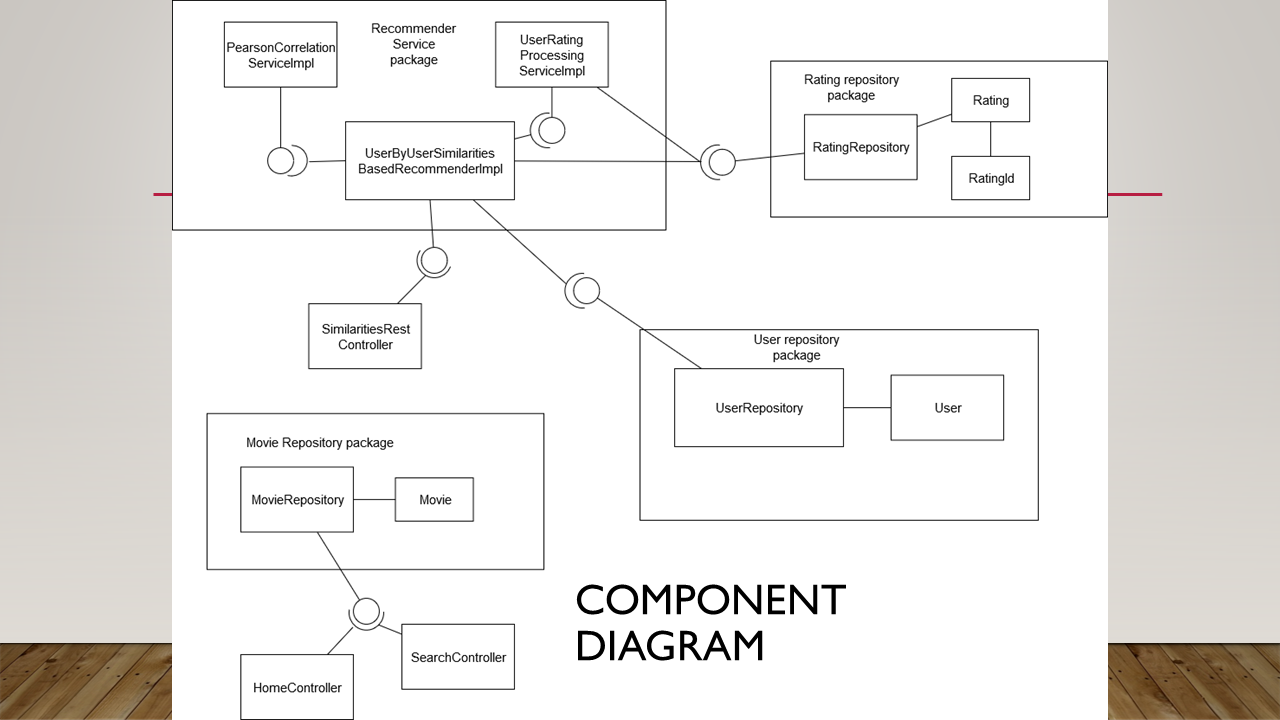 PearsonCorrelation
ServiceImpl
Recommender
Service
package
UserRating
Processing
ServiceImpl
UserByUserSimilarities
BasedRecommenderImpl
Rating repository
package
Rating
RatingRepository
RatingId
SimilaritiesRest
Controller
User repository
package
UserRepository
User
Movie Repository package
MovieRepository
Movie
HomeController
SearchController
COMPONENT
DIAGRAM